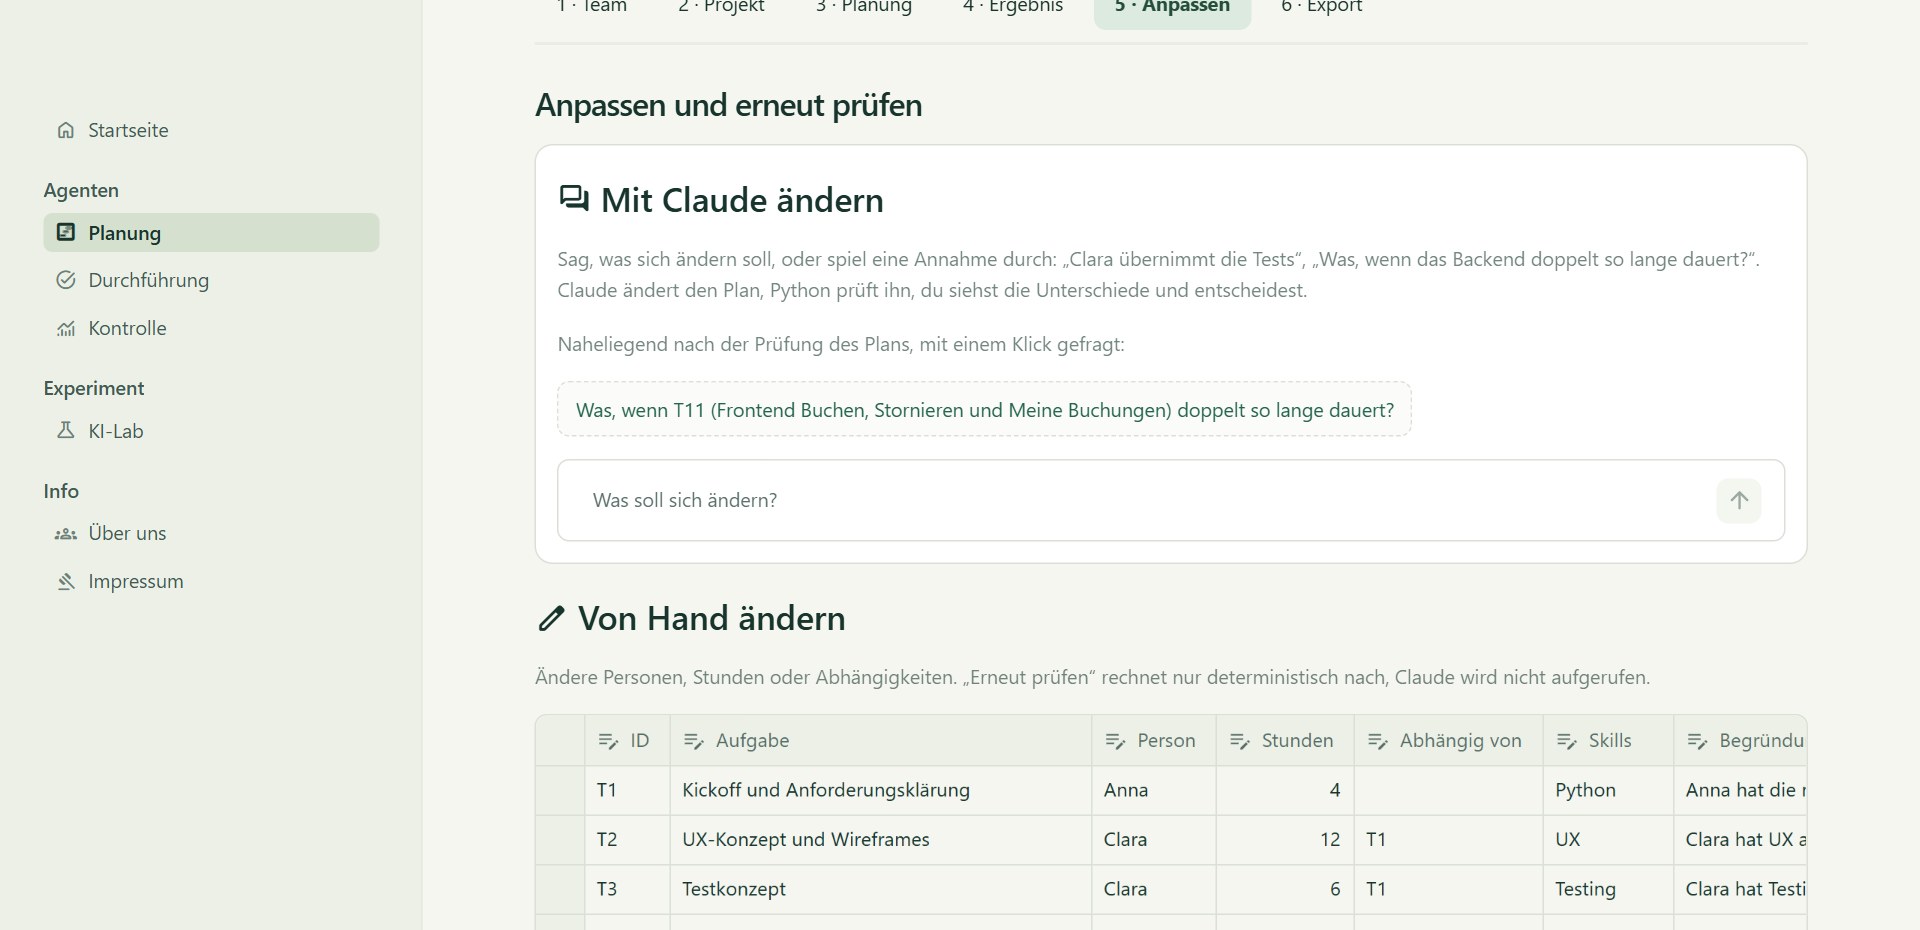 1 · Team
2 · Projekt
3 · Planung
4 · Ergebnis
5 · Anpassen
6 · Export
Startseite
Agenten
Planung
Durchführung
Kontrolle
Experiment
KI-Lab
Info
Über uns
Impressum
Anpassen und erneut prüfen
Mit Claude ändern
Sag, was sich ändern soll, oder spiel eine Annahme durch: „Clara übernimmt die Tests“, „Was, wenn das Backend doppelt so lange dauert?“.
Claude ändert den Plan, Python prüft ihn, du siehst die Unterschiede und entscheidest.
Naheliegend nach der Prüfung des Plans, mit einem Klick gefragt:
Was, wenn T11 (Frontend Buchen, Stornieren und Meine Buchungen) doppelt so lange dauert?
Was soll sich ändern?
Von Hand ändern
Ändere Personen, Stunden oder Abhängigkeiten. „Erneut prüfen“ rechnet nur deterministisch nach, Claude wird nicht aufgerufen.
ID Aufgabe Person Stunden Abhängig von Skills Begründu
T1 Kickoff und Anforderungsklärung Anna 4 Python Anna hat die
T2 UX-Konzept und Wireframes Clara 12 T1 UX Clara hat UX a
T3 Testkonzept Clara 6 T1 Testing Clara hat Testi